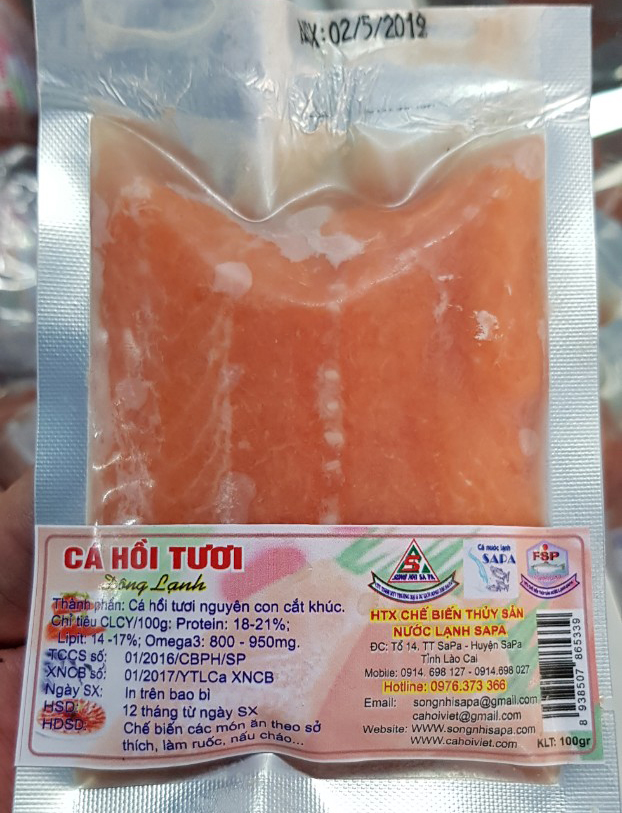 NSX: 02/5/2019
CÁ HỒI TƯƠI
Đông Lạnh
Thành phần: Cá hồi tươi nguyên con cắt khúc.
Chỉ tiêu CLCY/100g: Protein: 18-21%;
Lipit: 14 -17%; Omega3: 800 - 950mg.
TCCS số: 01/2016/CBPH/SP
XNCB số: 01/2017/YTLCa XNCB
Ngày SX: In trên bao bì
HSD: 12 tháng từ ngày SX
HDSD: Chế biến các món ăn theo sở
thích, làm ruốc, nấu cháo...
SONG NHI SA PA
Cá nước lạnh
SAPA
FSP
HTX CHẾ BIẾN THỦY SẢN
NƯỚC LẠNH SAPA
ĐC: Tổ 14, TT SaPa - Huyện SaPa
Tỉnh Lào Cai
Mobile: 0914. 698 127 - 0914.698 027
Hotline: 0976.373 366
Email: songnhisapa@gmail.com
cahoiviet@gmail.com
Website: www.songnhisapa.com
www.cahoiviet.com
8 938507 865339
KLT: 100gr